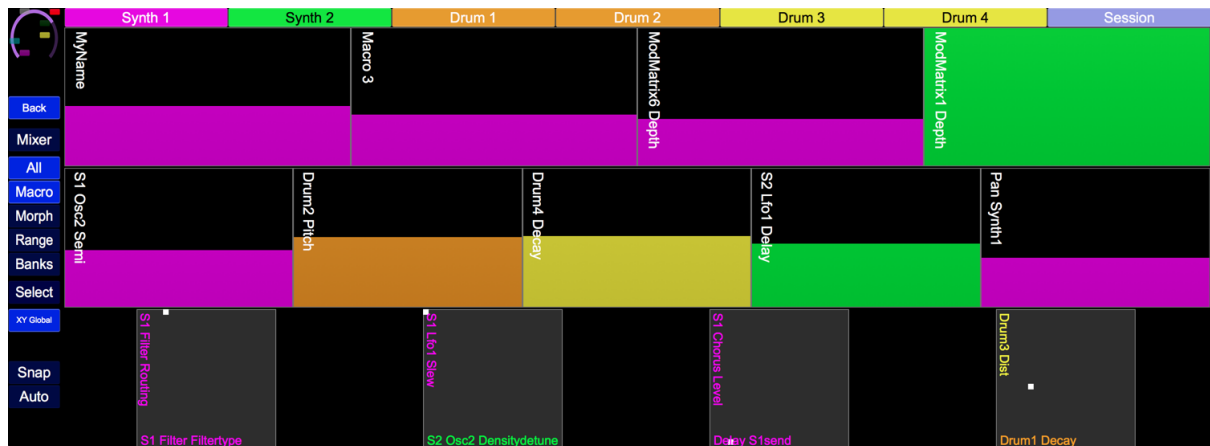 Synth 1
Synth 2
Drum 1
Drum 2
Drum 3
Drum 4
Session
Back
Mixer
All
Macro
Morph
Range
Banks
Select
XY Global
Snap
Auto
MyName
Macro 3
ModMatrix6 Depth
ModMatrix1 Depth
S1 Osc2 Semi
Drum2 Pitch
Drum4 Decay
S2 Lfo1 Delay
Pan Synth1
S1 Filter Routing
S1 Filter Filtertype
S1 Lfo1 Slew
S2 Osc2 Densitydetune
S1 Chorus Level
Delay S1send
Drum3 Dist
Drum1 Decay